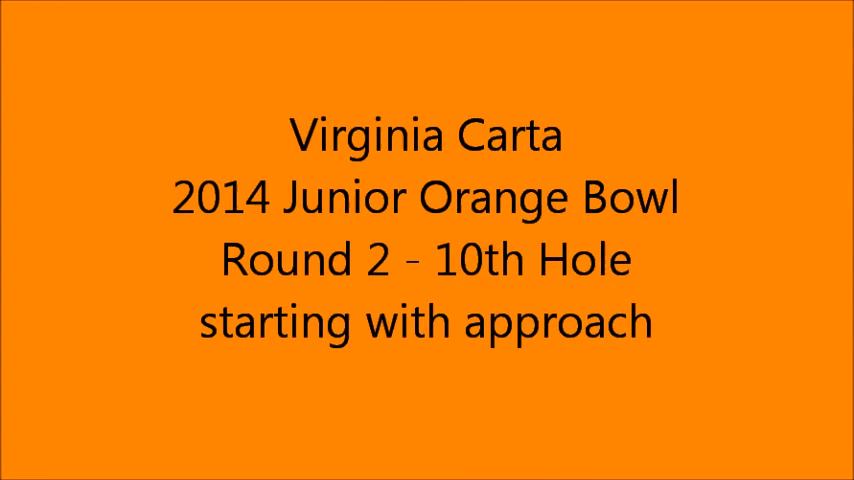 Virginia Carta
2014 Junior Orange Bowl
Round 2 - 10th Hole
starting with approach